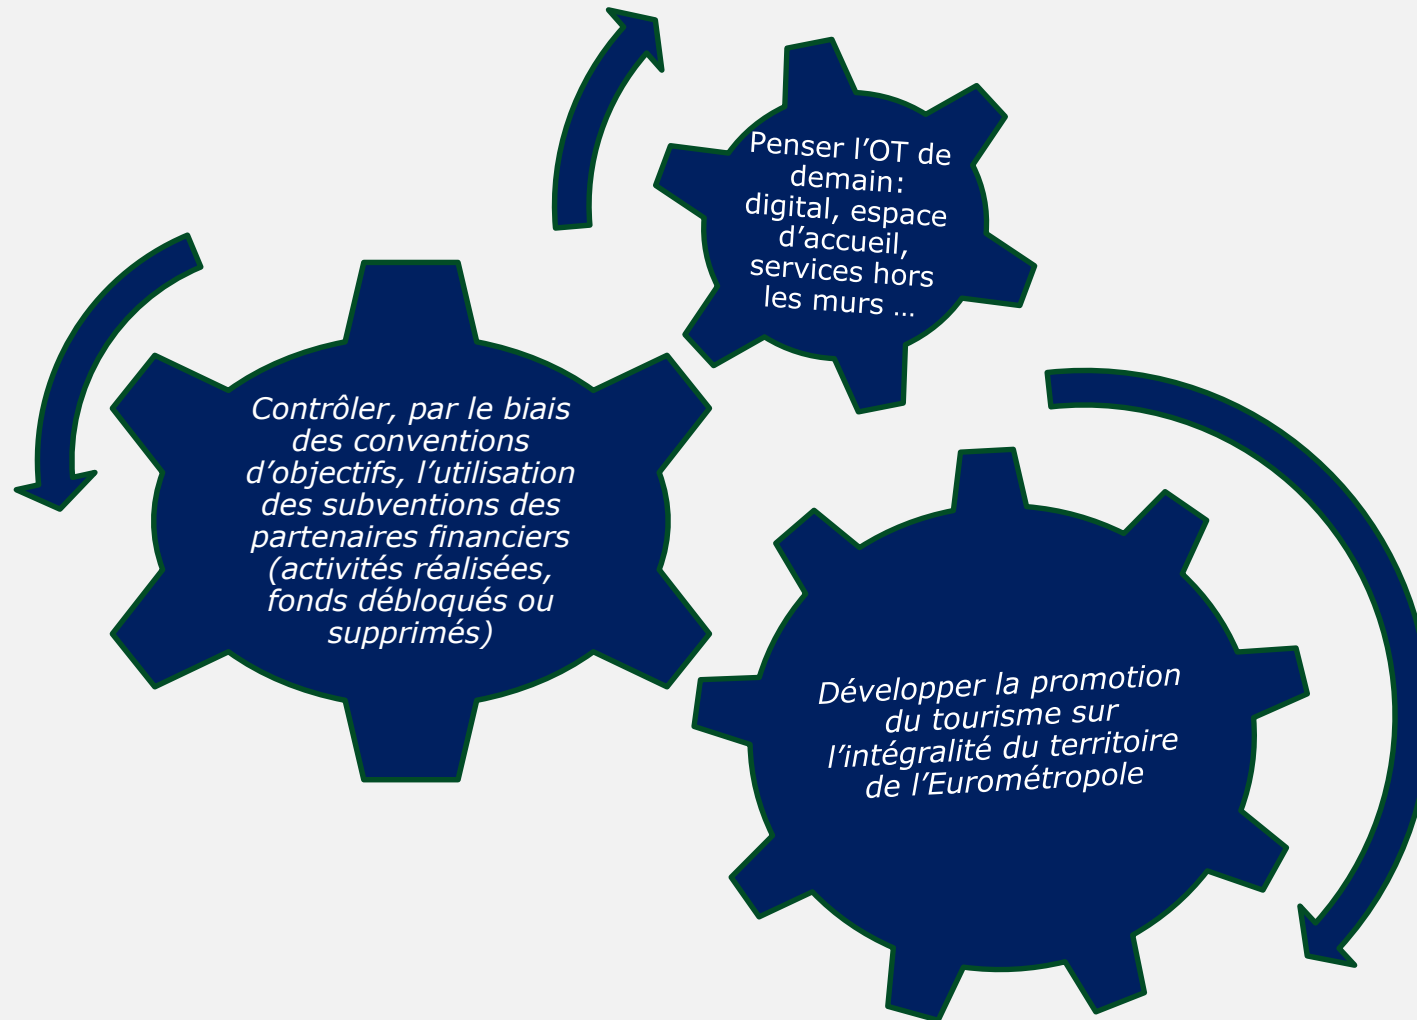 Penser l’OT de
demain:
digital, espace
d’accueil,
services hors
les murs ...
Contrôler, par le biais
des conventions
d’objectifs, l’utilisation
des subventions des
partenaires financiers
(activités réalisées,
fonds débloqués ou
supprimés)
Développer la promotion
du tourisme sur
l’intégralité du territoire
de l’Eurométropole